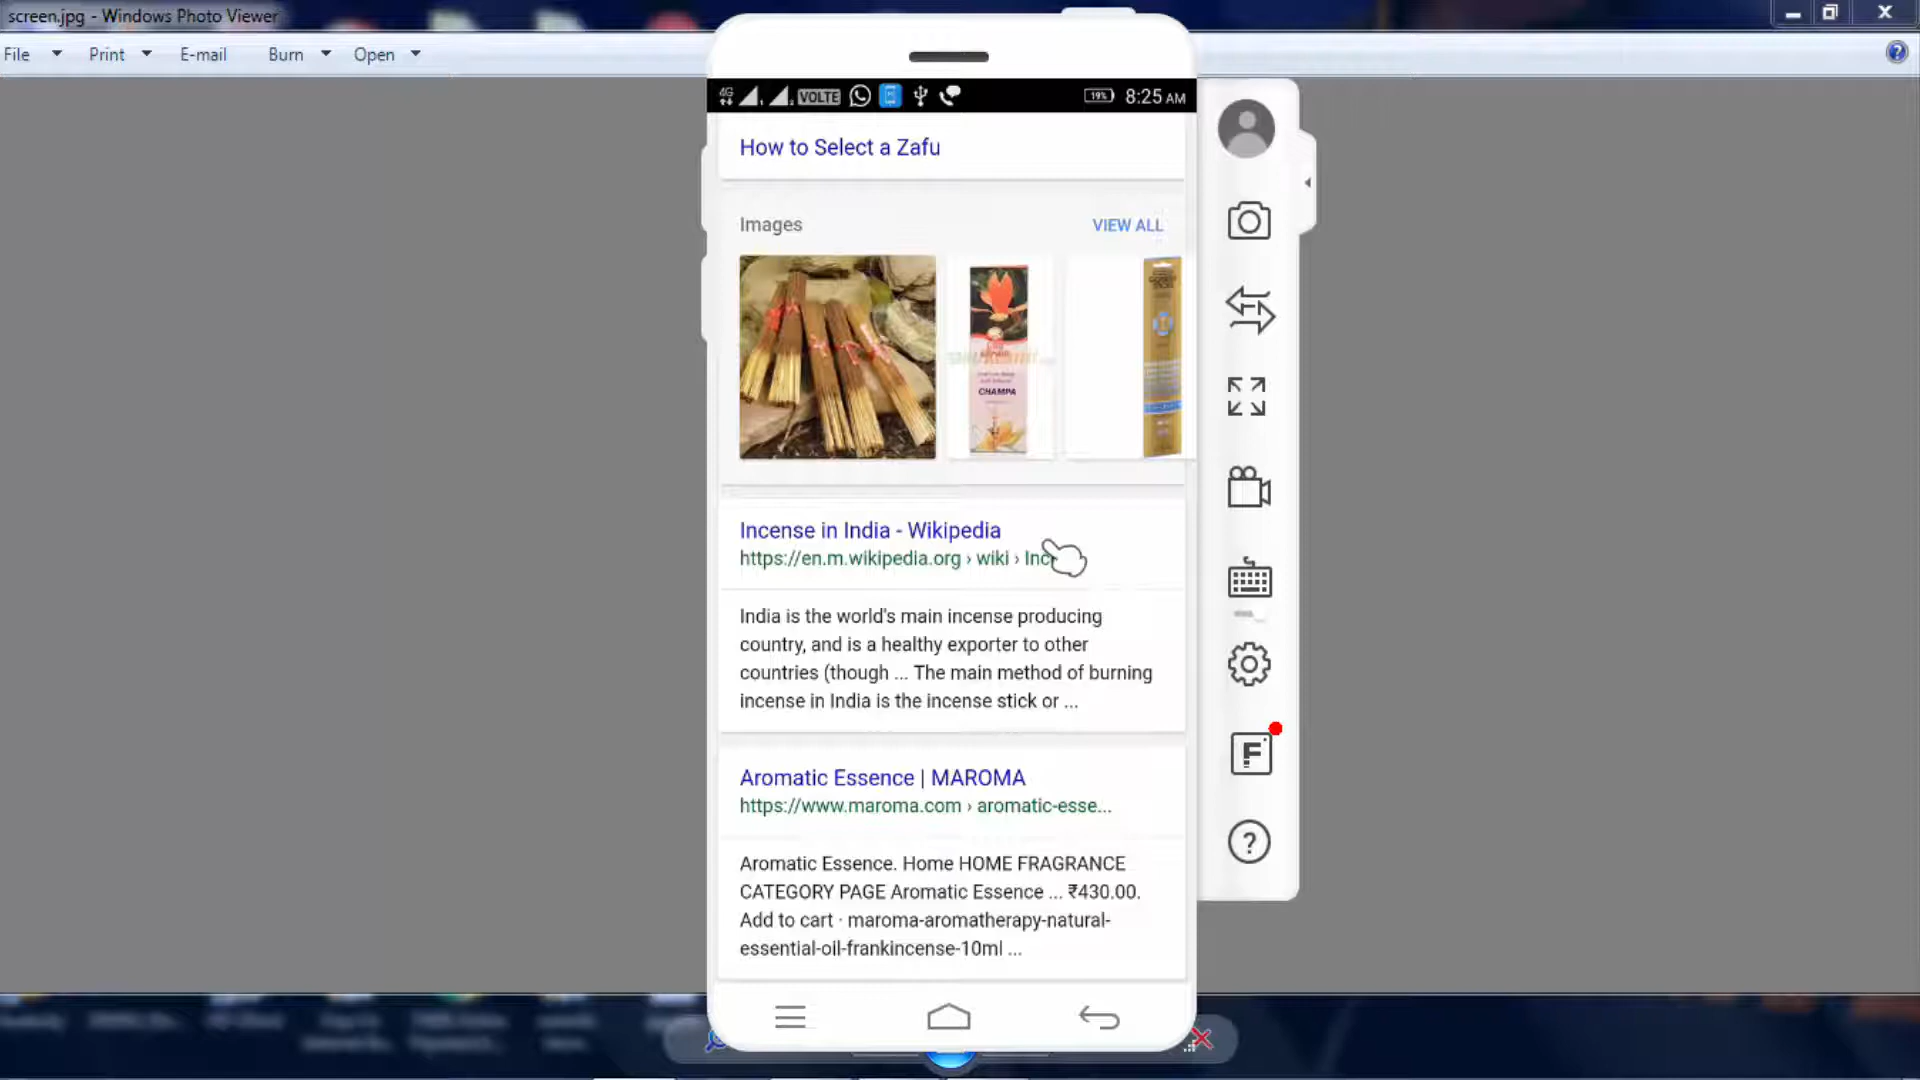 screen.jpg - Windows Photo Viewer
File Print E-mail Burn Open
4G VOLTE 19% 8:25 AM
How to Select a Zafu
Images VIEW ALL
CHAMPA
Incense in India - Wikipedia
https://en.m.wikipedia.org › wiki › Inc
India is the world's main incense producing
country, and is a healthy exporter to other
countries (though ... The main method of burning
incense in India is the incense stick or ...
Aromatic Essence | MAROMA
https://www.maroma.com › aromatic-esse...
Aromatic Essence. Home HOME FRAGRANCE
CATEGORY PAGE Aromatic Essence ... ₹430.00.
Add to cart · maroma-aromatherapy-natural-
essential-oil-frankincense-10ml ...
F
?